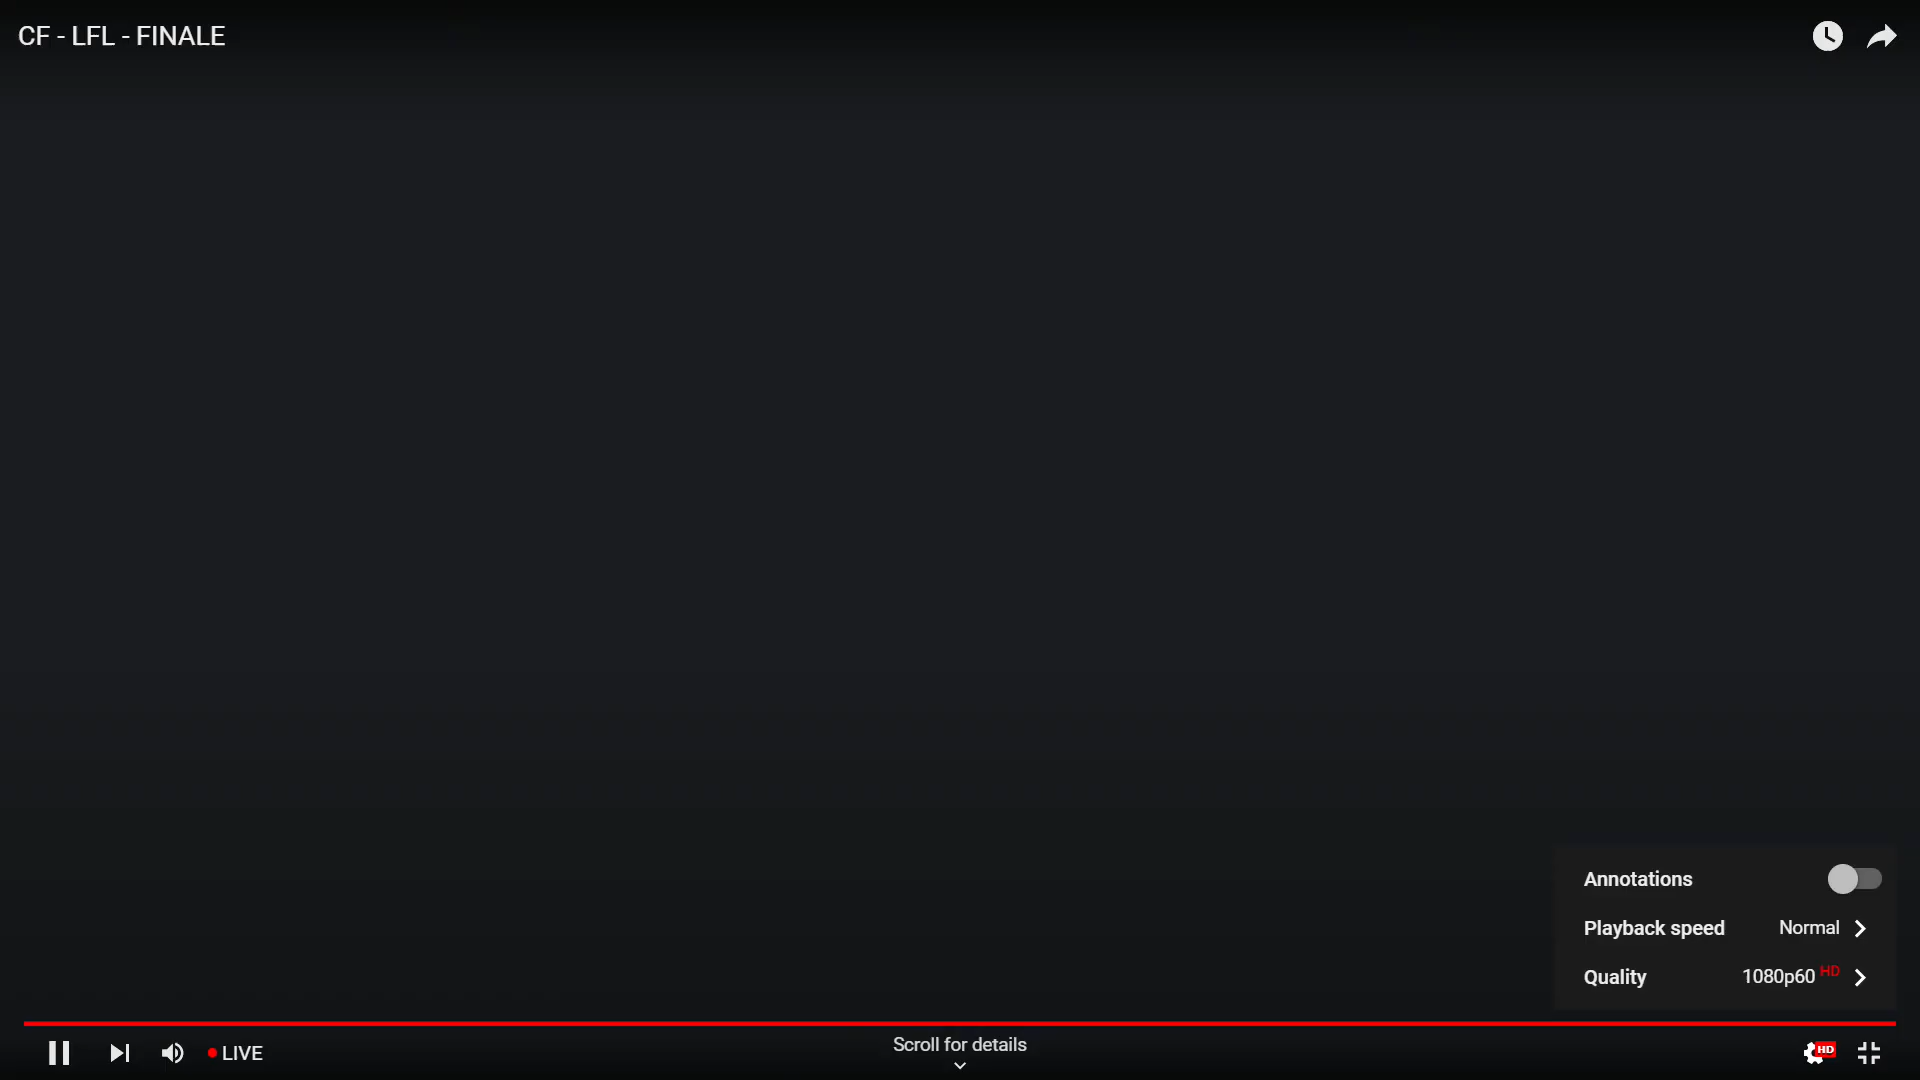 CF - LFL - FINALE
Annotations
Playback speed Normal
Quality 1080p60 HD
LIVE
Scroll for details
HD